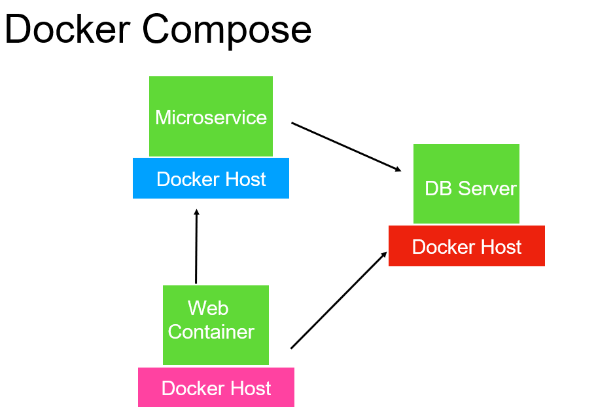 Docker Compose
Microservice
Docker Host
DB Server
Docker Host
Web
Container
Docker Host